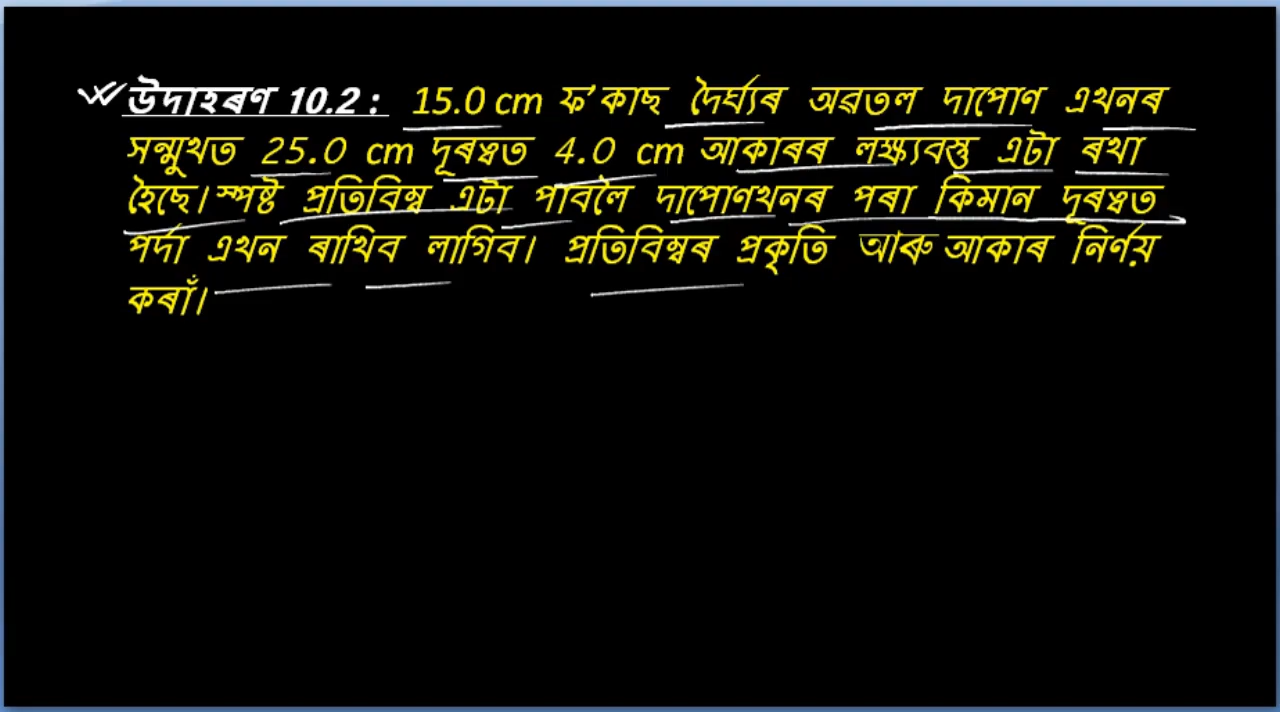 উদাহৰণ 10.2 : 15.0 cm ফ'কাছ দৈৰ্ঘ্যৰ অৱতল দাপোণ এখনৰ
সন্মুখত 25.0 cm দূৰত্বত 4.0 cm আকাৰৰ লক্ষ্যবস্তু এটা ৰখা
হৈছে। স্পষ্ট প্ৰতিবিম্ব এটা পাবলৈ দাপোণখনৰ পৰা কিমান দূৰত্বত
পৰ্দা এখন ৰাখিব লাগিব। প্ৰতিবিম্বৰ প্ৰকৃতি আৰু আকাৰ নিৰ্ণয়
কৰাঁ।